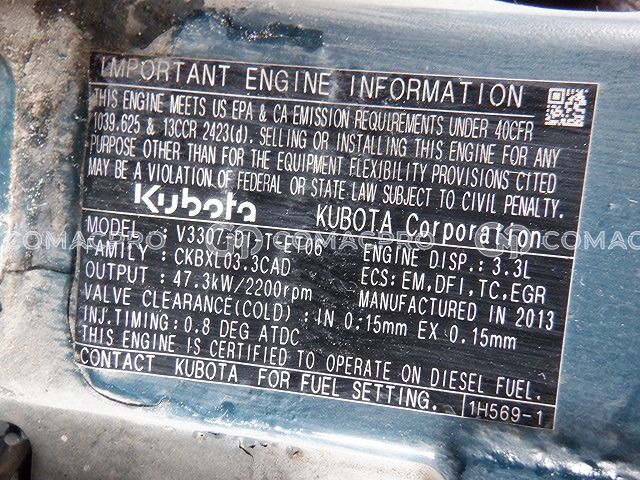 IMPORTANT ENGINE INFORMATION
THIS ENGINE MEETS US EPA & CA EMISSION REQUIREMENTS UNDER 40CFR
1039.625 & 13CCR 2423(d). SELLING OR INSTALLING THIS ENGINE FOR ANY
PURPOSE OTHER THAN FOR THE EQUIPMENT FLEXIBILITY PROVISIONS CITED
MAY BE A VIOLATION OF FEDERAL OR STATE LAW SUBJECT TO CIVIL PENALTY.
Kubota KUBOTA Corporation
MODEL : V3307-DI-TE
FAMILY : CKBXL03.3CAD ENGINE DISP.: 3.3L
OUTPUT : 47.3kW/2200rpm ECS: EM,DFI,TC,EGR
VALVE CLEARANCE(COLD) : IN 0.15mm EX 0.15mm MANUFACTURED IN 2013
INJ.TIMING: 0.8 DEG ATDC
THIS ENGINE IS CERTIFIED TO OPERATE ON DIESEL FUEL.
CONTACT KUBOTA FOR FUEL SETTING. 1H569-1
COMACPRO COMACPRO COMACPRO